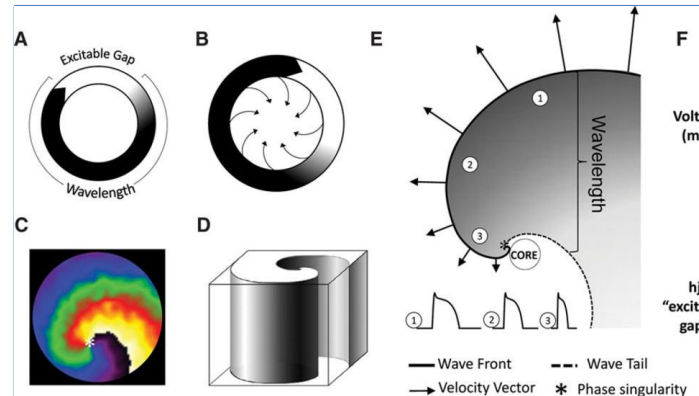 A
Excitable Gap
Wavelength
B
C
D
E
1
2
3
Wavelength
CORE
*
1
2
3
Wave Front
Wave Tail
Velocity Vector
* Phase singularity
F
Volt
(m
hj
"excit
gap